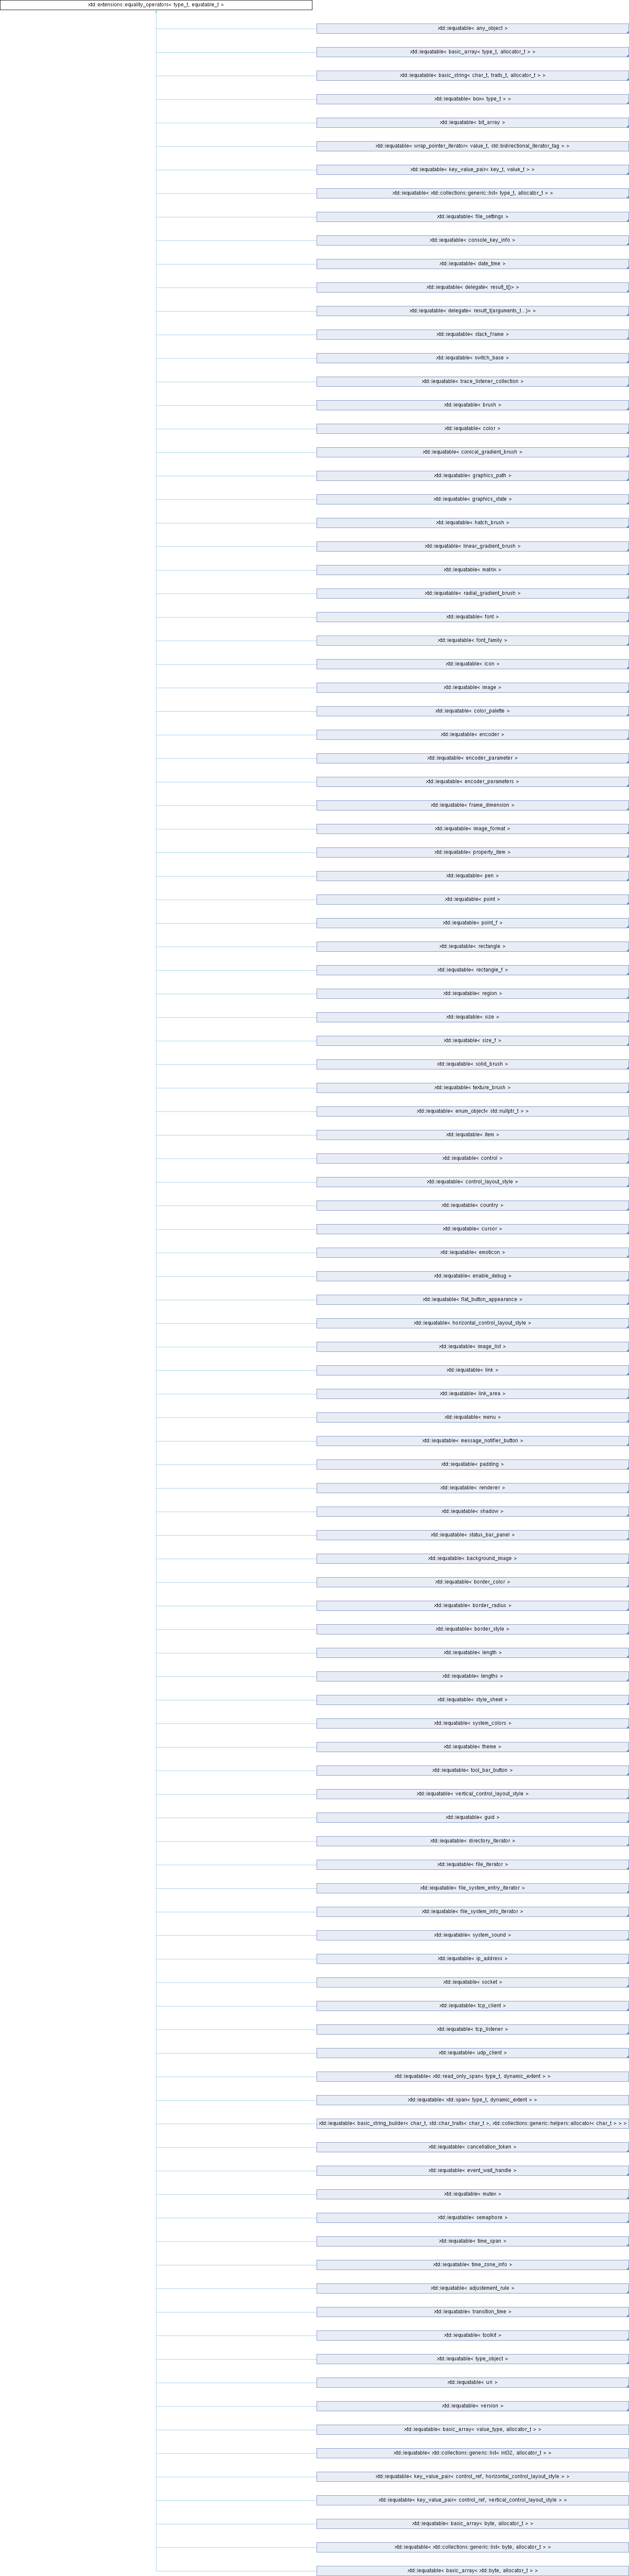 xtd::extensions::equality_operators< type_t, equatable_t >
xtd::iequatable< any_object >
xtd::iequatable< basic_array< type_t, allocator_t > >
xtd::iequatable< basic_string< char_t, traits_t, allocator_t > >
xtd::iequatable< box< type_t > >
xtd::iequatable< bit_array >
xtd::iequatable< wrap_pointer_iterator< value_t, std::bidirectional_iterator_tag > >
xtd::iequatable< key_value_pair< key_t, value_t > >
xtd::iequatable< xtd::collections::generic::list< type_t, allocator_t > >
xtd::iequatable< file_settings >
xtd::iequatable< console_key_info >
xtd::iequatable< date_time >
xtd::iequatable< delegate< result_t()> >
xtd::iequatable< delegate< result_t(arguments_t...)> >
xtd::iequatable< stack_frame >
xtd::iequatable< switch_base >
xtd::iequatable< trace_listener_collection >
xtd::iequatable< brush >
xtd::iequatable< color >
xtd::iequatable< conical_gradient_brush >
xtd::iequatable< graphics_path >
xtd::iequatable< graphics_state >
xtd::iequatable< hatch_brush >
xtd::iequatable< linear_gradient_brush >
xtd::iequatable< matrix >
xtd::iequatable< radial_gradient_brush >
xtd::iequatable< font >
xtd::iequatable< font_family >
xtd::iequatable< icon >
xtd::iequatable< image >
xtd::iequatable< color_palette >
xtd::iequatable< encoder >
xtd::iequatable< encoder_parameter >
xtd::iequatable< encoder_parameters >
xtd::iequatable< frame_dimension >
xtd::iequatable< image_format >
xtd::iequatable< property_item >
xtd::iequatable< pen >
xtd::iequatable< point >
xtd::iequatable< point_f >
xtd::iequatable< rectangle >
xtd::iequatable< rectangle_f >
xtd::iequatable< region >
xtd::iequatable< size >
xtd::iequatable< size_f >
xtd::iequatable< solid_brush >
xtd::iequatable< texture_brush >
xtd::iequatable< enum_object< std::nullptr_t > >
xtd::iequatable< item >
xtd::iequatable< control >
xtd::iequatable< control_layout_style >
xtd::iequatable< country >
xtd::iequatable< cursor >
xtd::iequatable< emoticon >
xtd::iequatable< enable_debug >
xtd::iequatable< flat_button_appearance >
xtd::iequatable< horizontal_control_layout_style >
xtd::iequatable< image_list >
xtd::iequatable< link >
xtd::iequatable< link_area >
xtd::iequatable< menu >
xtd::iequatable< message_notifier_button >
xtd::iequatable< padding >
xtd::iequatable< renderer >
xtd::iequatable< shadow >
xtd::iequatable< status_bar_panel >
xtd::iequatable< background_image >
xtd::iequatable< border_color >
xtd::iequatable< border_radius >
xtd::iequatable< border_style >
xtd::iequatable< length >
xtd::iequatable< lengths >
xtd::iequatable< style_sheet >
xtd::iequatable< system_colors >
xtd::iequatable< theme >
xtd::iequatable< tool_bar_button >
xtd::iequatable< vertical_control_layout_style >
xtd::iequatable< guid >
xtd::iequatable< directory_iterator >
xtd::iequatable< file_iterator >
xtd::iequatable< file_system_entry_iterator >
xtd::iequatable< file_system_info_iterator >
xtd::iequatable< system_sound >
xtd::iequatable< ip_address >
xtd::iequatable< socket >
xtd::iequatable< tcp_client >
xtd::iequatable< tcp_listener >
xtd::iequatable< udp_client >
xtd::iequatable< xtd::read_only_span< type_t, dynamic_extent > >
xtd::iequatable< xtd::span< type_t, dynamic_extent > >
xtd::iequatable< basic_string_builder< char_t, std::char_traits< char_t >, xtd::collections::generic::helpers::allocator< char_t > > >
xtd::iequatable< cancellation_token >
xtd::iequatable< event_wait_handle >
xtd::iequatable< mutex >
xtd::iequatable< semaphore >
xtd::iequatable< time_span >
xtd::iequatable< time_zone_info >
xtd::iequatable< adjustement_rule >
xtd::iequatable< transition_time >
xtd::iequatable< toolkit >
xtd::iequatable< type_object >
xtd::iequatable< uri >
xtd::iequatable< version >
xtd::iequatable< basic_array< value_type, allocator_t > >
xtd::iequatable< xtd::collections::generic::list< int32, allocator_t > >
xtd::iequatable< key_value_pair< control_ref, horizontal_control_layout_style > >
xtd::iequatable< key_value_pair< control_ref, vertical_control_layout_style > >
xtd::iequatable< basic_array< byte, allocator_t > >
xtd::iequatable< xtd::collections::generic::list< byte, allocator_t > >
xtd::iequatable< basic_array< xtd::byte, allocator_t > >